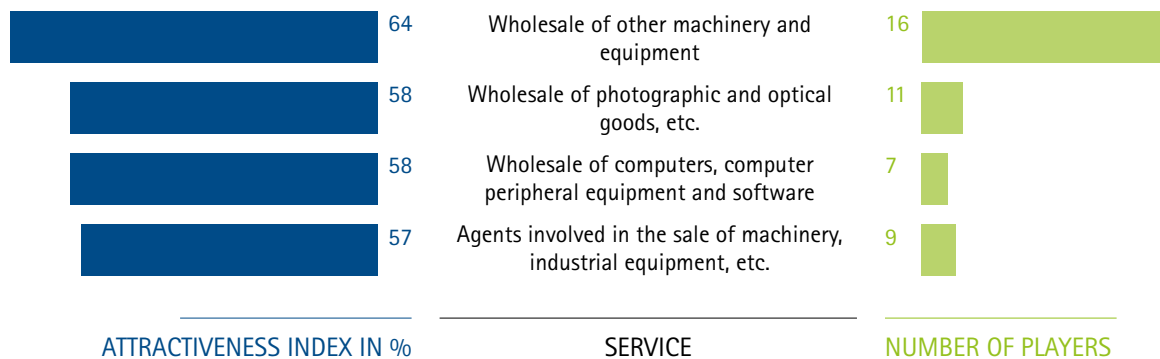 64
Wholesale of other machinery and
equipment
16
58
Wholesale of photographic and optical
goods, etc.
11
58
Wholesale of computers, computer
peripheral equipment and software
7
57
Agents involved in the sale of machinery,
industrial equipment, etc.
9
ATTRACTIVENESS INDEX IN %
SERVICE
NUMBER OF PLAYERS